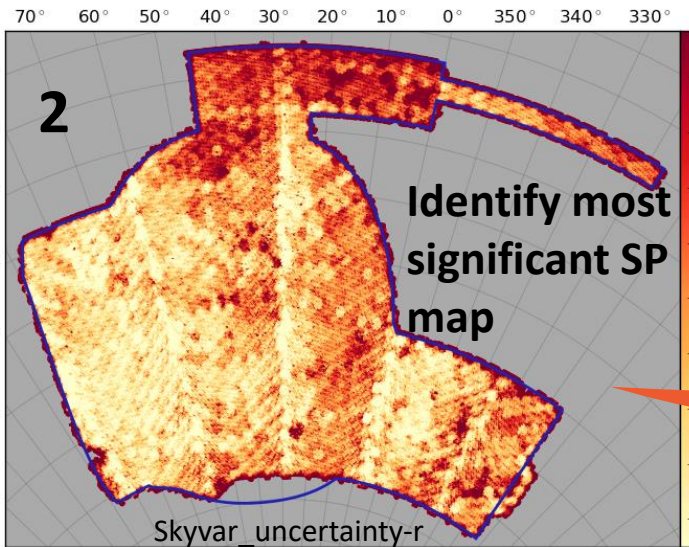 70° 60° 50° 40° 30° 20° 10° 0° 350° 340° 330°
2
Identify most
significant SP
map
Skyvar_uncertainty-r